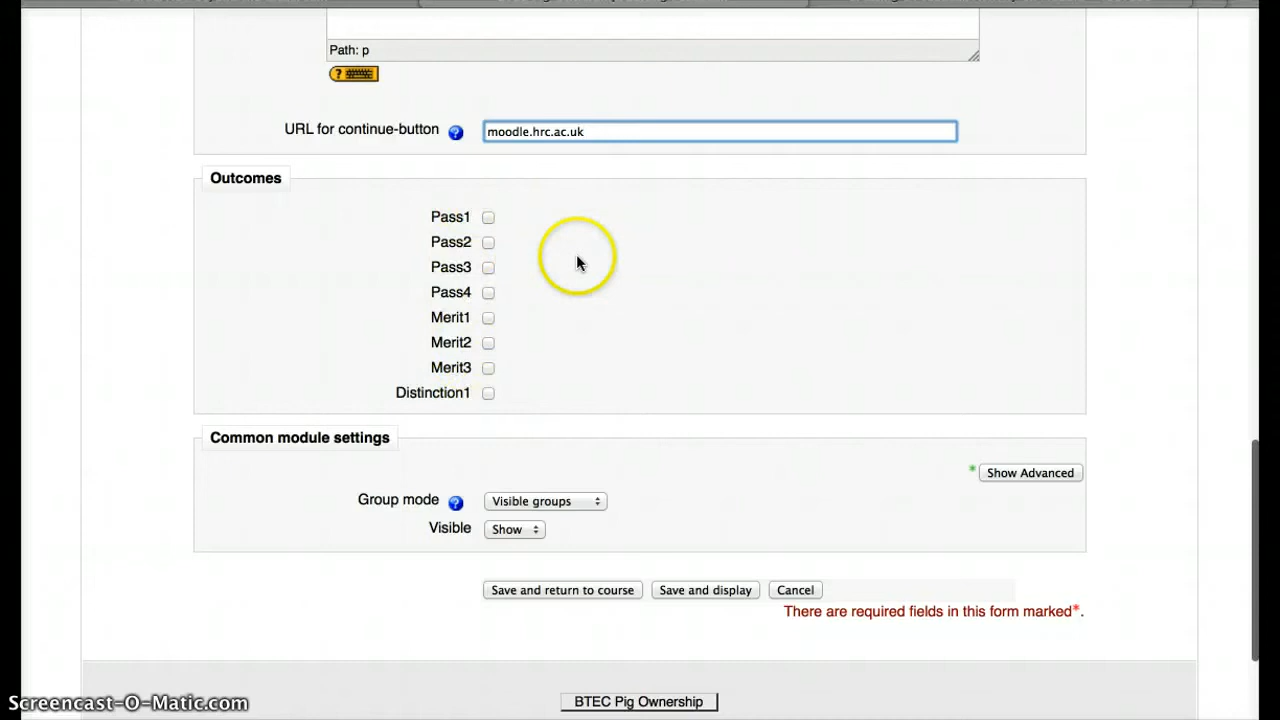 Path: p
?
URL for continue-button ? moodle.hrc.ac.uk
Outcomes
Pass1
Pass2
Pass3
Pass4
Merit1
Merit2
Merit3
Distinction1
Common module settings
* Show Advanced
Group mode ? Visible groups
Visible Show
Save and return to course Save and display Cancel
There are required fields in this form marked*.
Screencast-O-Matic.com
BTEC Pig Ownership